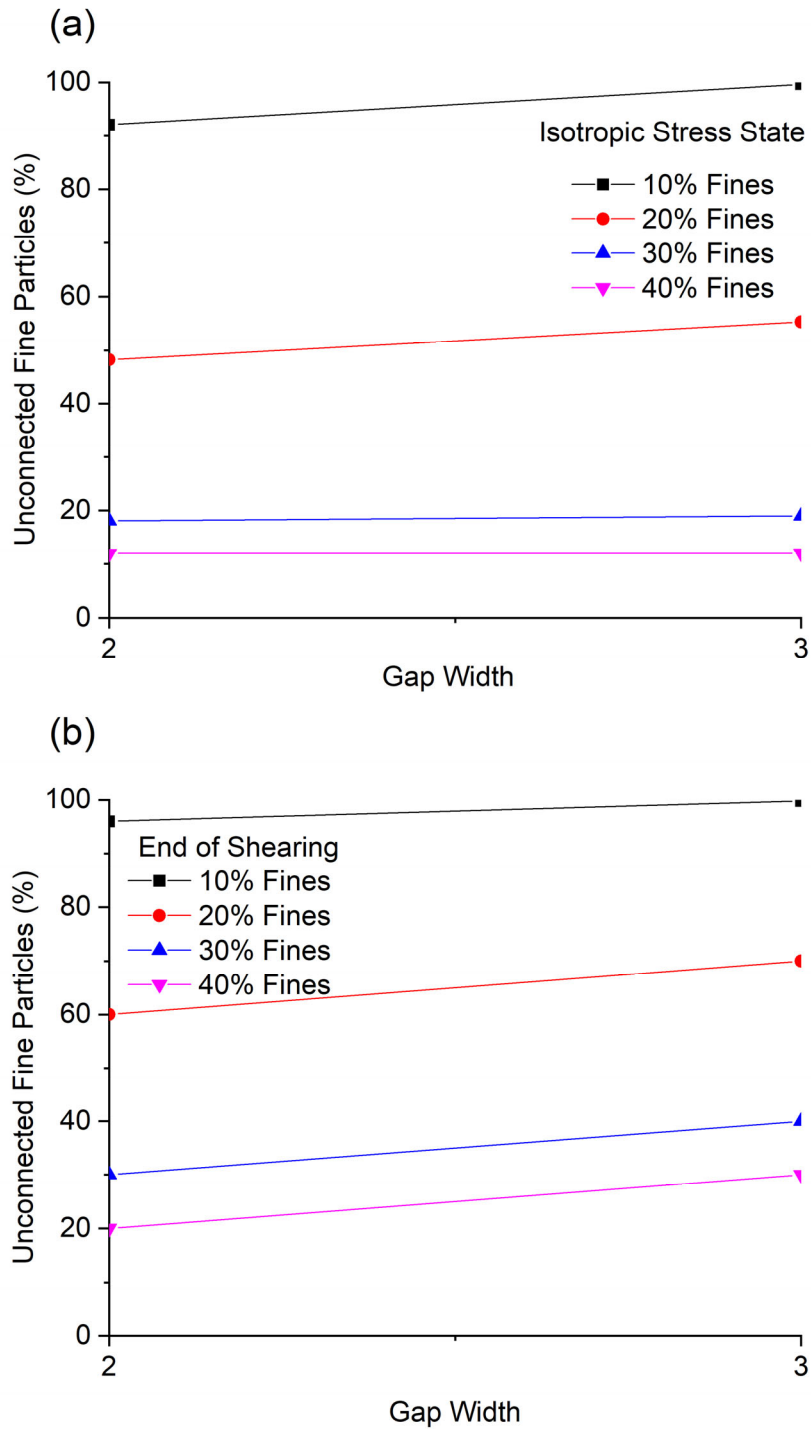 (a)
100
80
60
40
20
0
Unconnected Fine Particles (%)
Isotropic Stress State
10% Fines
20% Fines
30% Fines
40% Fines
2
3
Gap Width
(b)
100
80
60
40
20
0
Unconnected Fine Particles (%)
End of Shearing
10% Fines
20% Fines
30% Fines
40% Fines
2
3
Gap Width